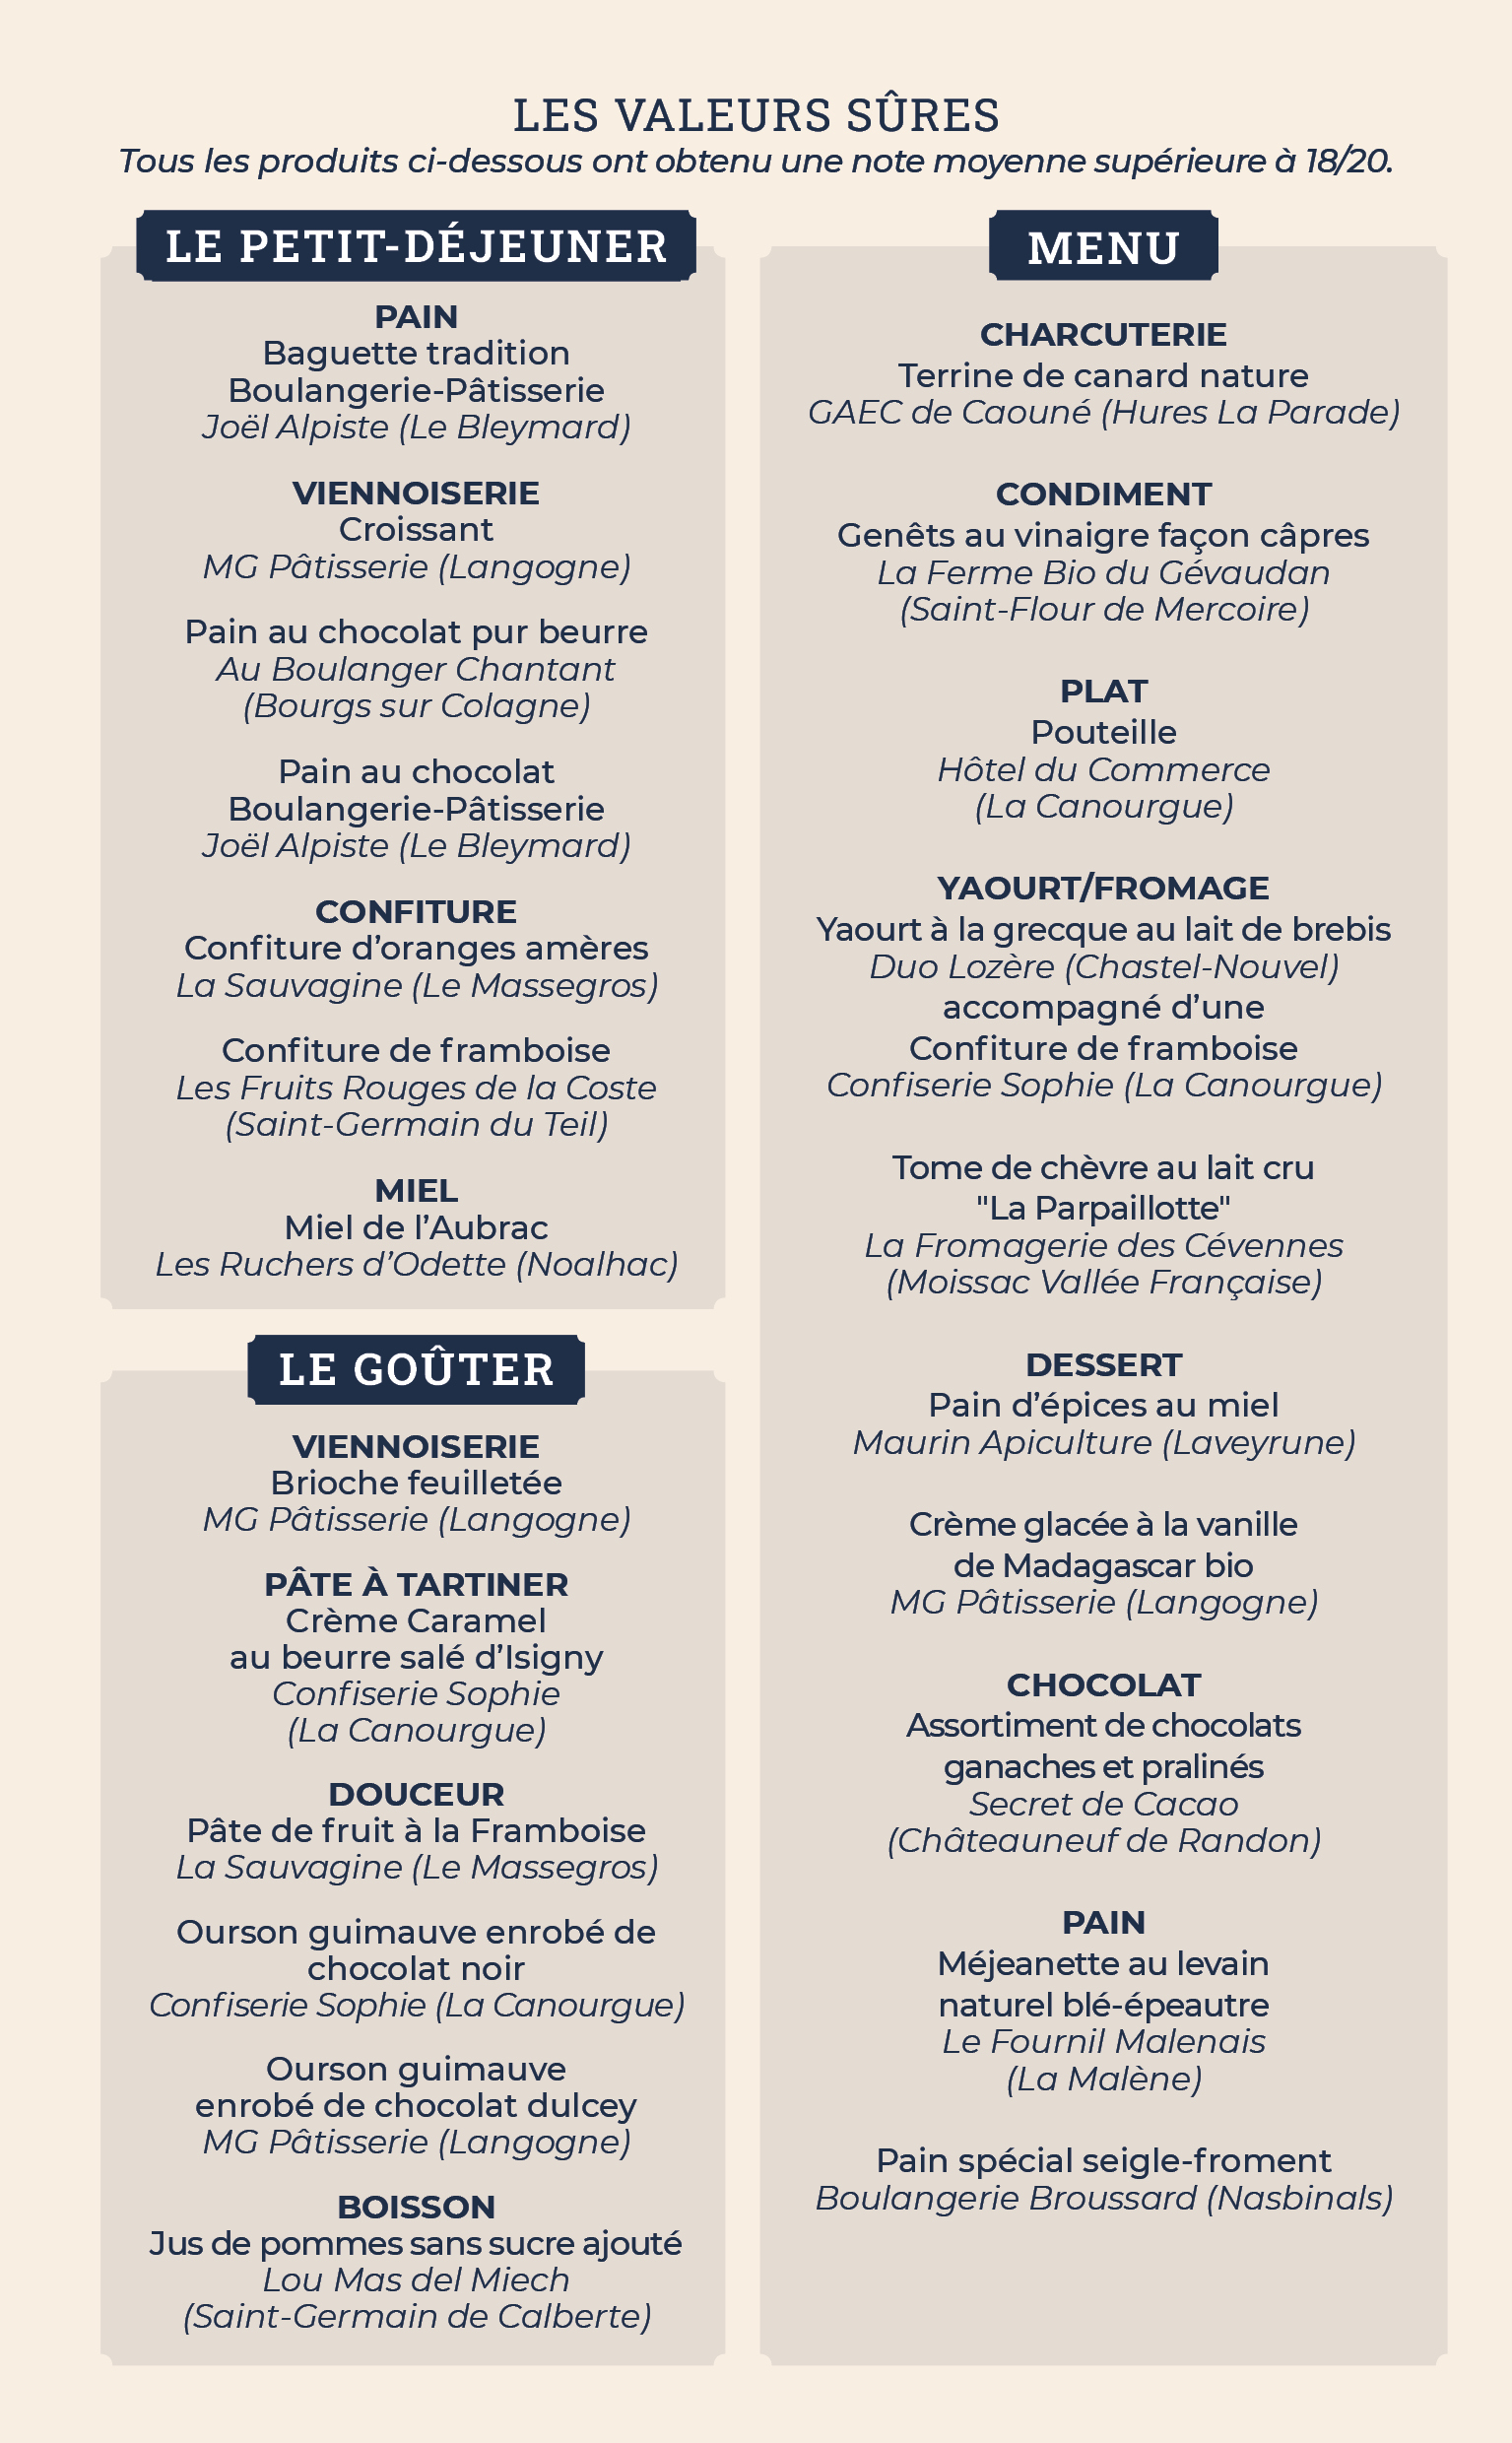 LES VALEURS SÛRES
Tous les produits ci-dessous ont obtenu une note moyenne supérieure à 18/20.
LE PETIT-DÉJEUNER
PAIN
Baguette tradition
Boulangerie-Pâtisserie
Joël Alpiste (Le Bleymard)
VIENNOISERIE
Croissant
MG Pâtisserie (Langogne)
Pain au chocolat pur beurre
Au Boulanger Chantant
(Bourgs sur Colagne)
Pain au chocolat
Boulangerie-Pâtisserie
Joël Alpiste (Le Bleymard)
CONFITURE
Confiture d’oranges amères
La Sauvagine (Le Massegros)
Confiture de framboise
Les Fruits Rouges de la Coste
(Saint-Germain du Teil)
MIEL
Miel de l’Aubrac
Les Ruchers d’Odette (Noalhac)
LE GOÛTER
VIENNOISERIE
Brioche feuilletée
MG Pâtisserie (Langogne)
PÂTE À TARTINER
Crème Caramel
au beurre salé d’Isigny
Confiserie Sophie
(La Canourgue)
DOUCEUR
Pâte de fruit à la Framboise
La Sauvagine (Le Massegros)
Ourson guimauve enrobé de
chocolat noir
Confiserie Sophie (La Canourgue)
Ourson guimauve
enrobé de chocolat dulcey
MG Pâtisserie (Langogne)
BOISSON
Jus de pommes sans sucre ajouté
Lou Mas del Miech
(Saint-Germain de Calberte)
MENU
CHARCUTERIE
Terrine de canard nature
GAEC de Caouné (Hures La Parade)
CONDIMENT
Genêts au vinaigre façon câpres
La Ferme Bio du Gévaudan
(Saint-Flour de Mercoire)
PLAT
Pouteille
Hôtel du Commerce
(La Canourgue)
YAOURT/FROMAGE
Yaourt à la grecque au lait de brebis
Duo Lozère (Chastel-Nouvel)
accompagné d’une
Confiture de framboise
Confiserie Sophie (La Canourgue)
Tome de chèvre au lait cru
"La Parpaillotte"
La Fromagerie des Cévennes
(Moissac Vallée Française)
DESSERT
Pain d’épices au miel
Maurin Apiculture (Laveyrune)
Crème glacée à la vanille
de Madagascar bio
MG Pâtisserie (Langogne)
CHOCOLAT
Assortiment de chocolats
ganaches et pralinés
Secret de Cacao
(Châteauneuf de Randon)
PAIN
Méjeanette au levain
naturel blé-épeautre
Le Fournil Malenais
(La Malène)
Pain spécial seigle-froment
Boulangerie Broussard (Nasbinals)